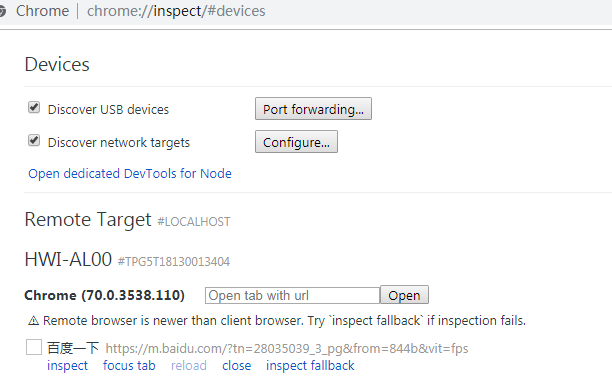 Chrome | chrome://inspect/#devices
Devices
Discover USB devices Port forwarding...
Discover network targets Configure...
Open dedicated DevTools for Node
Remote Target #LOCALHOST
HWI-AL00 #TPG5T18130013404
Chrome (70.0.3538.110) Open tab with url Open
⚠ Remote browser is newer than client browser. Try `inspect fallback` if inspection fails.
百度一下 https://m.baidu.com/?tn=28035039_3_pg&from=844b&vit=fps
inspect focus tab reload close inspect fallback